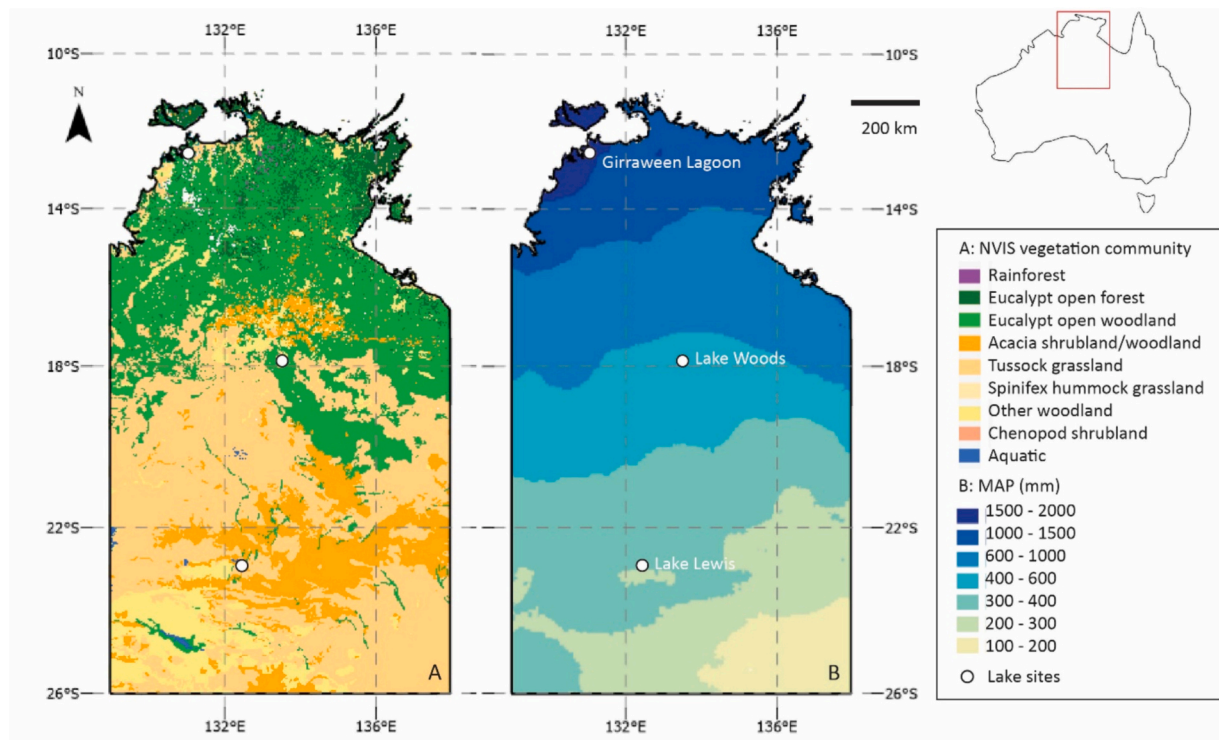 132°E
136°E
132°E
136°E
10°S
10°S
N
200 km
Girraween Lagoon
14°S
14°S
Lake Woods
18°S
18°S
22°S
22°S
Lake Lewis
A
B
26°S
26°S
132°E
136°E
132°E
136°E
A: NVIS vegetation community
Rainforest
Eucalypt open forest
Eucalypt open woodland
Acacia shrubland/woodland
Tussock grassland
Spinifex hummock grassland
Other woodland
Chenopod shrubland
Aquatic
B: MAP (mm)
1500 - 2000
1000 - 1500
600 - 1000
400 - 600
300 - 400
200 - 300
100 - 200
Lake sites